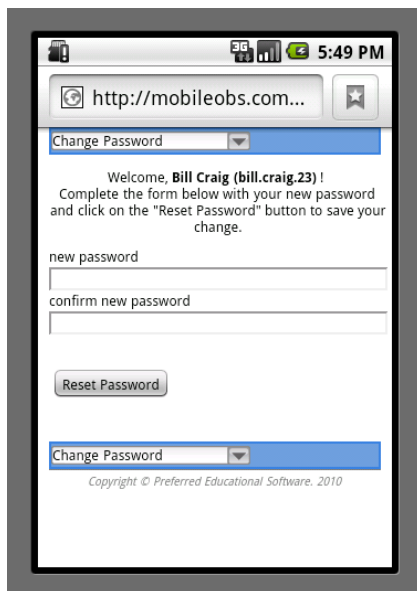 3G 5:49 PM
http://mobileobs.com...
Change Password
Welcome, Bill Craig (bill.craig.23) !
Complete the form below with your new password
and click on the "Reset Password" button to save your
change.
new password
confirm new password
Reset Password
Change Password
Copyright © Preferred Educational Software. 2010